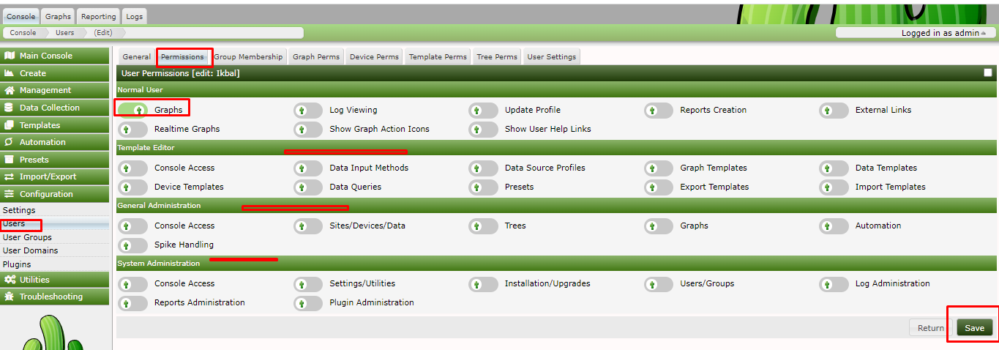 Console Graphs Reporting Logs
Console Users (Edit) Logged in as admin
Main Console
Create
Management
Data Collection
Templates
Automation
Presets
Import/Export
Configuration
Settings
Users
User Groups
User Domains
Plugins
Utilities
Troubleshooting
General Permissions Group Membership Graph Perms Device Perms Template Perms Tree Perms User Settings
User Permissions [edit: Ikbal]
Normal User
Graphs Log Viewing Update Profile Reports Creation External Links
Realtime Graphs Show Graph Action Icons Show User Help Links
Template Editor
Console Access Data Input Methods Data Source Profiles Graph Templates Data Templates
Device Templates Data Queries Presets Export Templates Import Templates
General Administration
Console Access Sites/Devices/Data Trees Graphs Automation
Spike Handling
System Administration
Console Access Settings/Utilities Installation/Upgrades Users/Groups Log Administration
Reports Administration Plugin Administration
Return Save